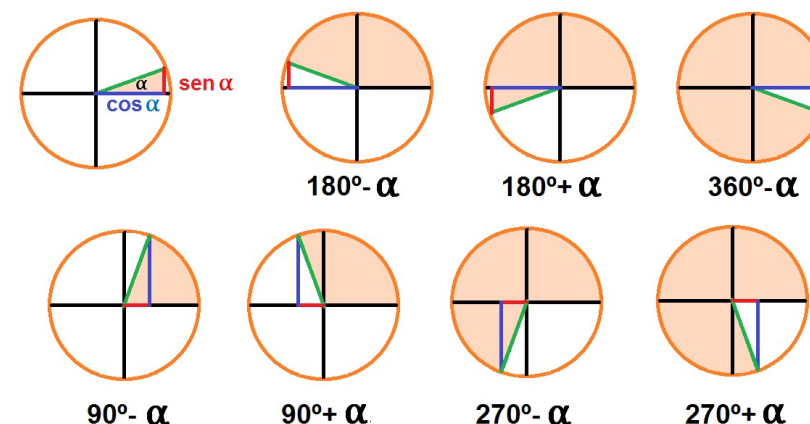 α
sen α
cos α
180º- α
180º+ α
360º- α
90º- α
90º+ α.
270º- α
270º+ α